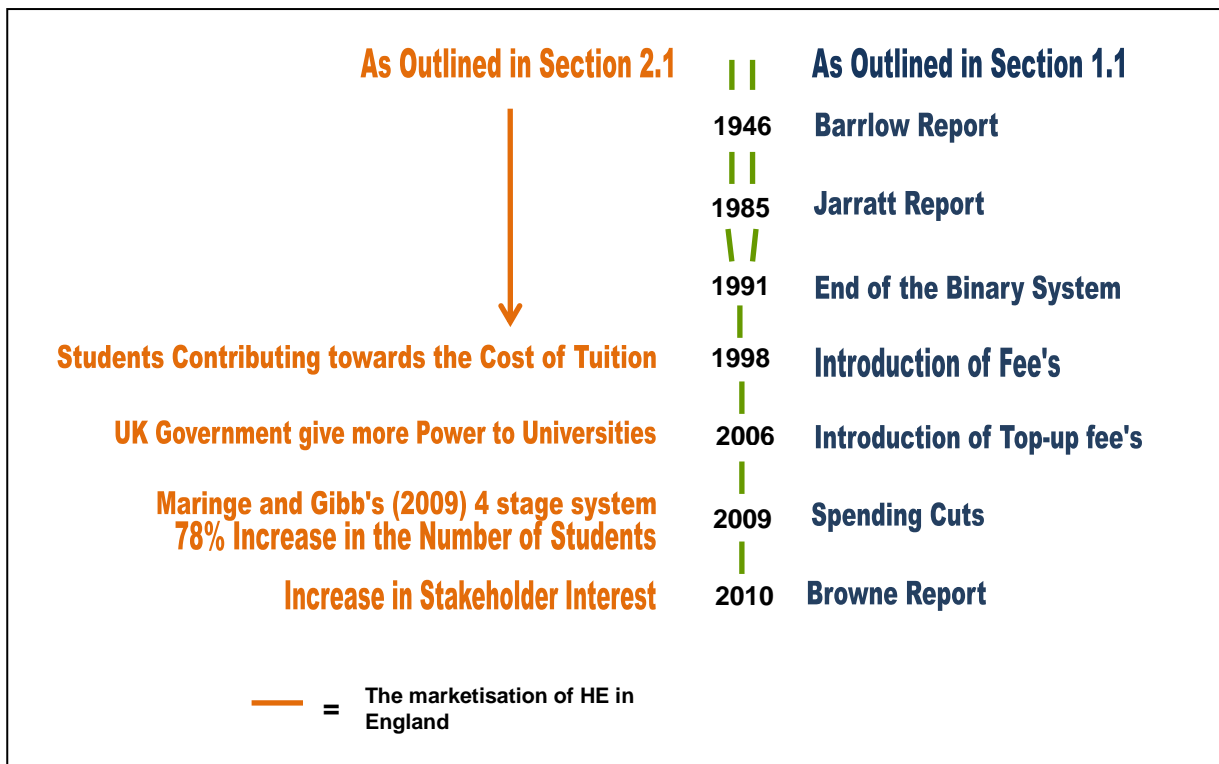 As Outlined in Section 2.1
As Outlined in Section 1.1
1946
Barrlow Report
1985
Jarratt Report
1991
End of the Binary System
Students Contributing towards the Cost of Tuition
1998
Introduction of Fee's
UK Government give more Power to Universities
2006
Introduction of Top-up fee's
Maringe and Gibb's (2009) 4 stage system
78% Increase in the Number of Students
2009
Spending Cuts
Increase in Stakeholder Interest
2010
Browne Report
=
The marketisation of HE in
England